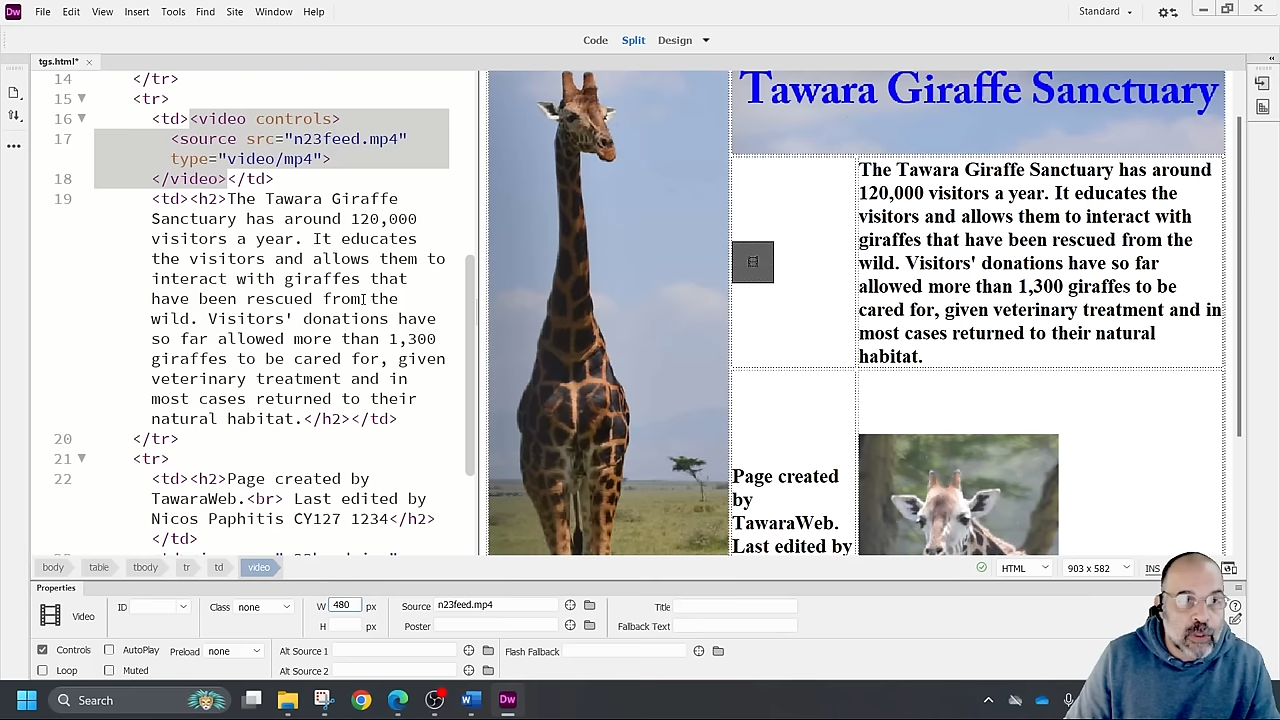 Dw File Edit View Insert Tools Find Site Window Help Standard
Code Split Design
tgs.html*
14 </tr>
15 <tr>
16 <td><video controls>
17 <source src="n23feed.mp4"
type="video/mp4">
18 </video></td>
19 <td><h2>The Tawara Giraffe
Sanctuary has around 120,000
visitors a year. It educates
the visitors and allows them to
interact with giraffes that
have been rescued from the
wild. Visitors' donations have
so far allowed more than 1,300
giraffes to be cared for, given
veterinary treatment and in
most cases returned to their
natural habitat.</h2></td>
20 </tr>
21 <tr>
22 <td><h2>Page created by
TawaraWeb.<br> Last edited by
Nicos Paphitis CY127 1234</h2>
</td>
Tawara Giraffe Sanctuary
The Tawara Giraffe Sanctuary has around
120,000 visitors a year. It educates the
visitors and allows them to interact with
giraffes that have been rescued from the
wild. Visitors' donations have so far
allowed more than 1,300 giraffes to be
cared for, given veterinary treatment and in
most cases returned to their natural
habitat.
Page created
by
TawaraWeb.
Last edited by
body table tbody tr td video HTML 903 x 582 INS
Properties
Video ID Class none W 480 px Source n23feed.mp4 Title
H px Poster Fallback Text
Controls AutoPlay Preload none Alt Source 1 Flash Fallback
Loop Muted Alt Source 2
Search Dw